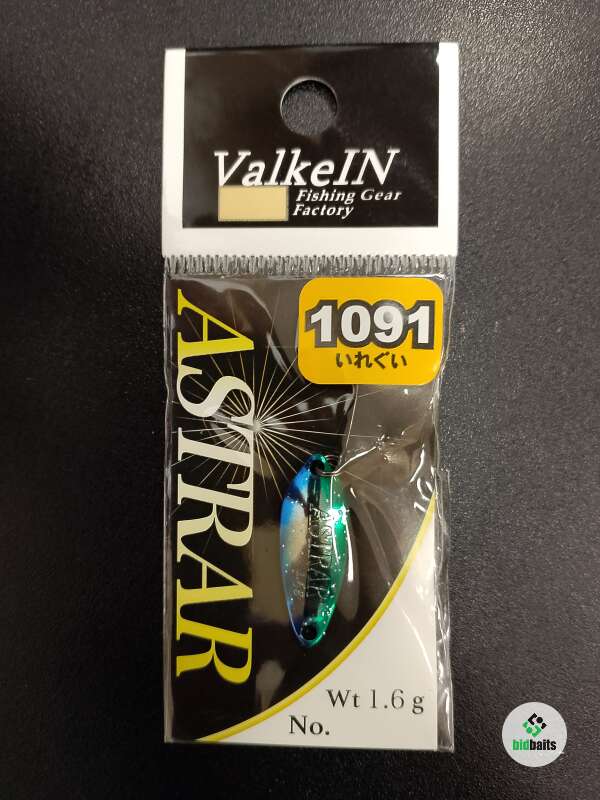 ValkeIN
Fishing Gear
Factory
1091
いれぐい
ASTRAR
ASTRAR
Wt 1.6 g
No.
bidbaits